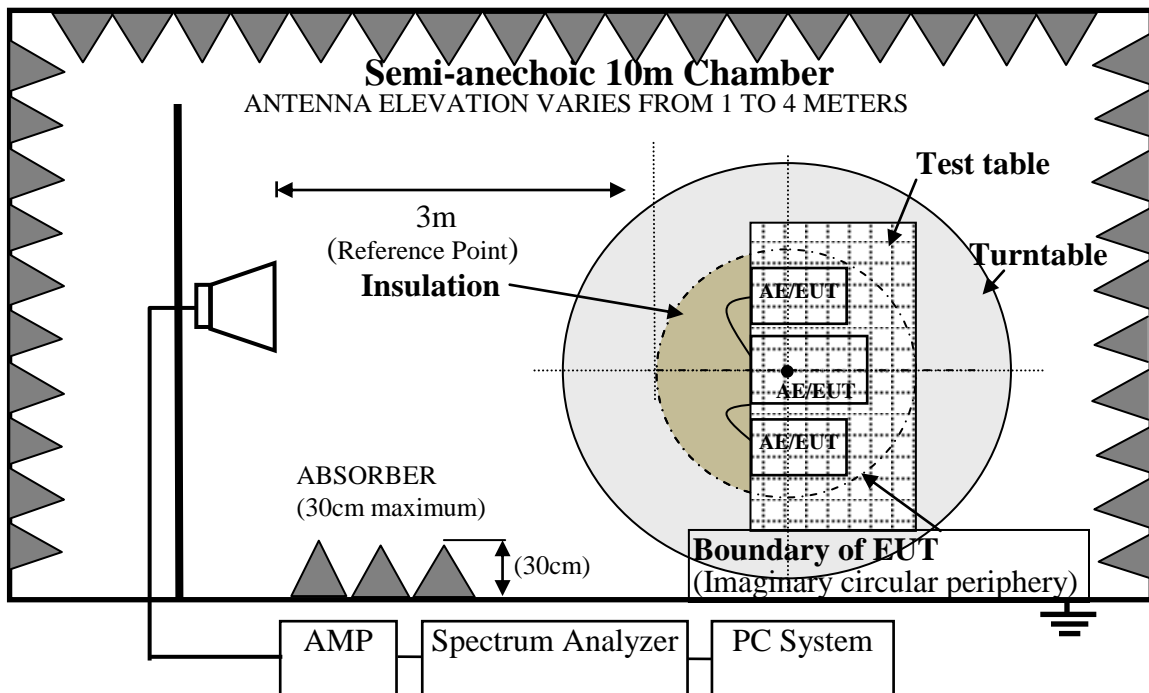 Semi-anechoic 10m Chamber
ANTENNA ELEVATION VARIES FROM 1 TO 4 METERS
Test table
3m
(Reference Point)
Turntable
Insulation
AE/EUT
AE/EUT
AE/EUT
ABSORBER
(30cm maximum)
(30cm)
Boundary of EUT
(Imaginary circular periphery)
AMP
Spectrum Analyzer
PC System